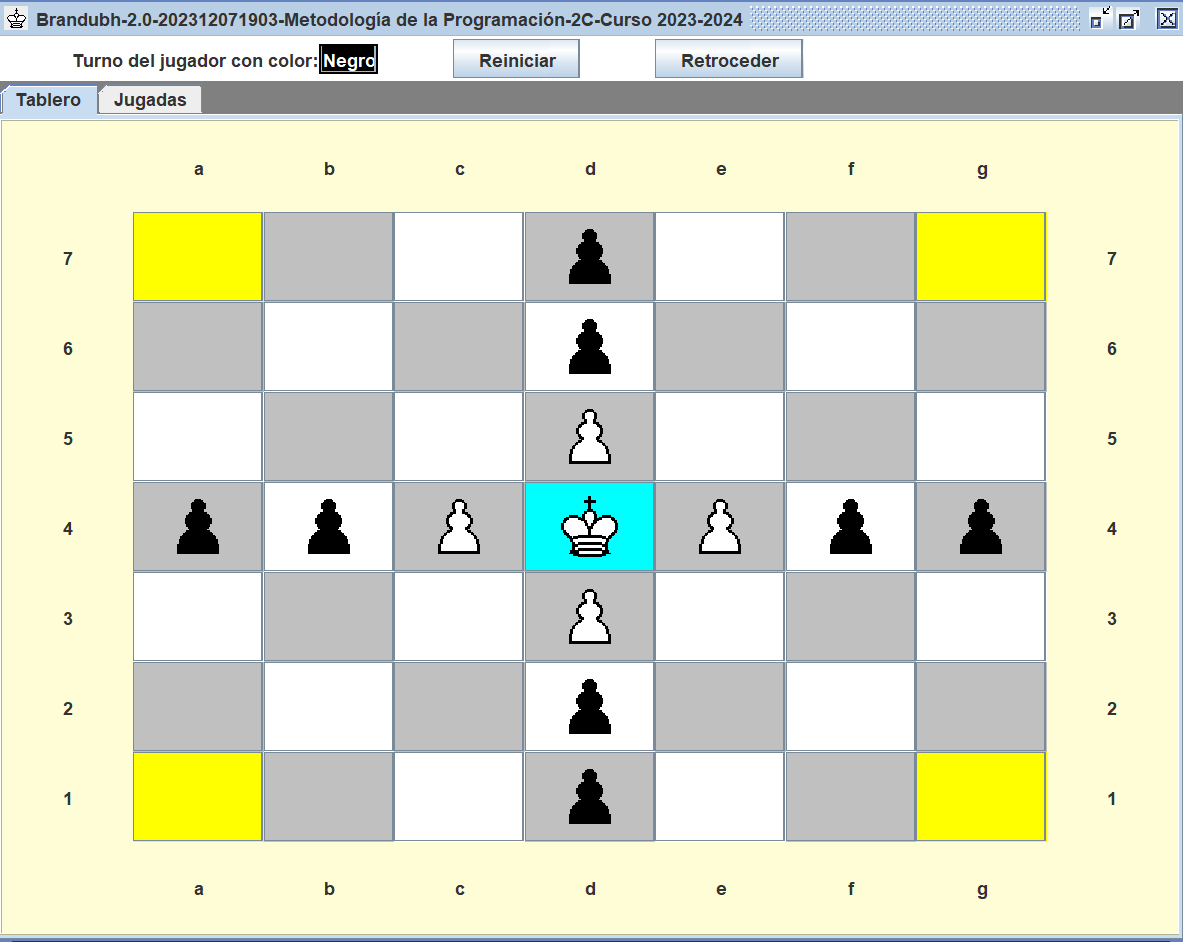 Brandubh-2.0-202312071903-Metodología de la Programación-2C-Curso 2023-2024
Turno del jugador con color: Negro Reiniciar Retroceder
Tablero Jugadas
a b c d e f g
7 7
6 6
5 5
4 4
3 3
2 2
1 1
a b c d e f g